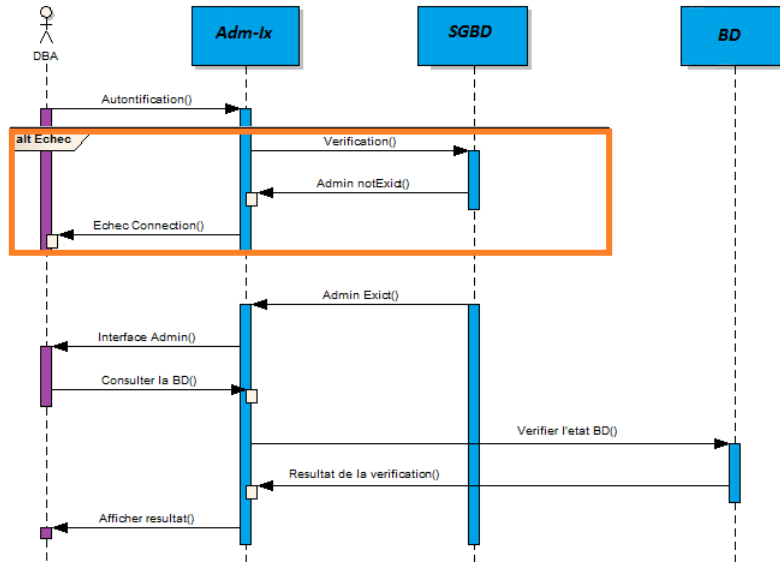 DBA
Adm-Ix
SGBD
BD
Autontification()
alt Echec
Verification()
Admin notExict()
Echec Connection()
Admin Exict()
Interface Admin()
Consulter la BD()
Verifier l'etat BD()
Resultat de la verification()
Afficher resultat()